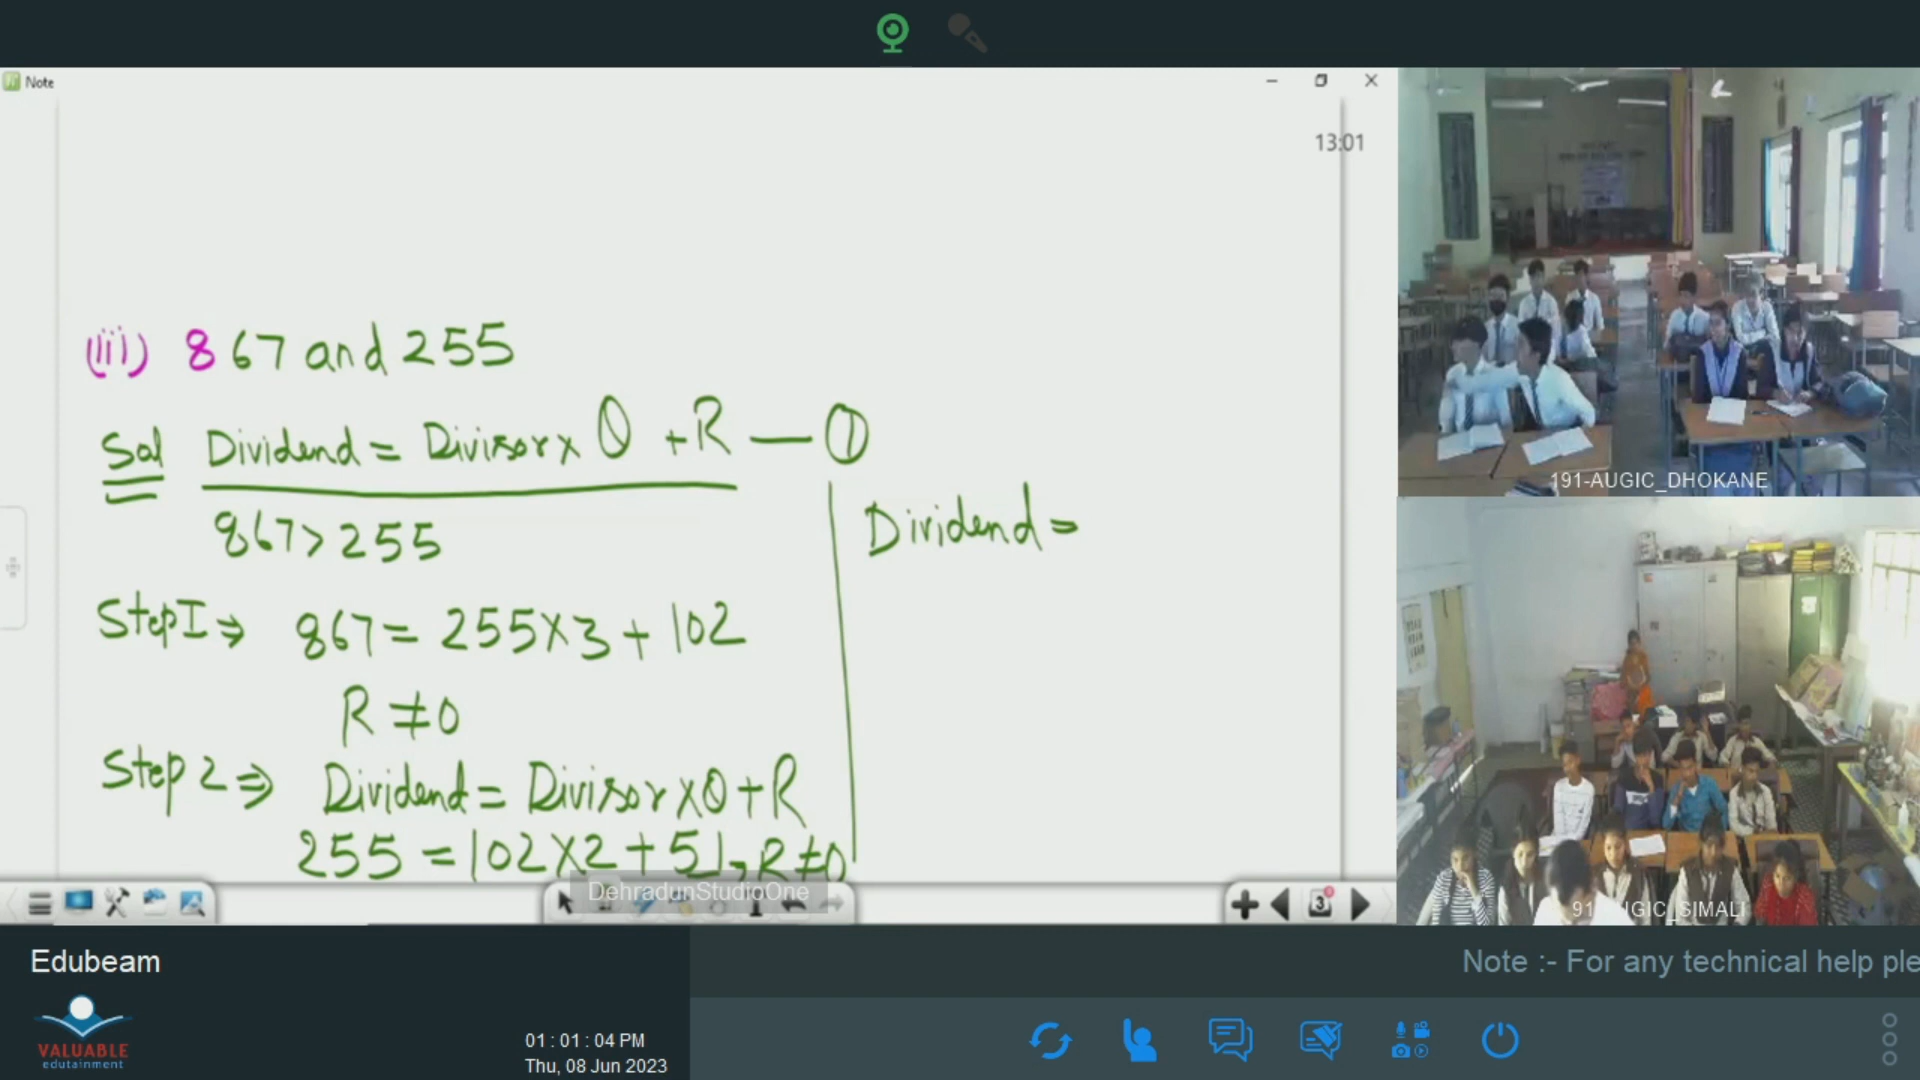 Note
13:01
(iii) 867 and 255
Sol Dividend = Divisor x Q + R — ①
867 > 255
Step I ⇒ 867 = 255 X 3 + 102
R ≠ 0
Step 2 ⇒ Dividend = Divisor X Q + R
255 = 102 X 2 + 51, R ≠ 0
Dividend =
DehradunStudioOne
3
191-AUGIC_DHOKANE
SIMALI
Edubeam
Note :- For any technical help ple
VALUABLE
edutainment
01 : 01 : 04 PM
Thu, 08 Jun 2023